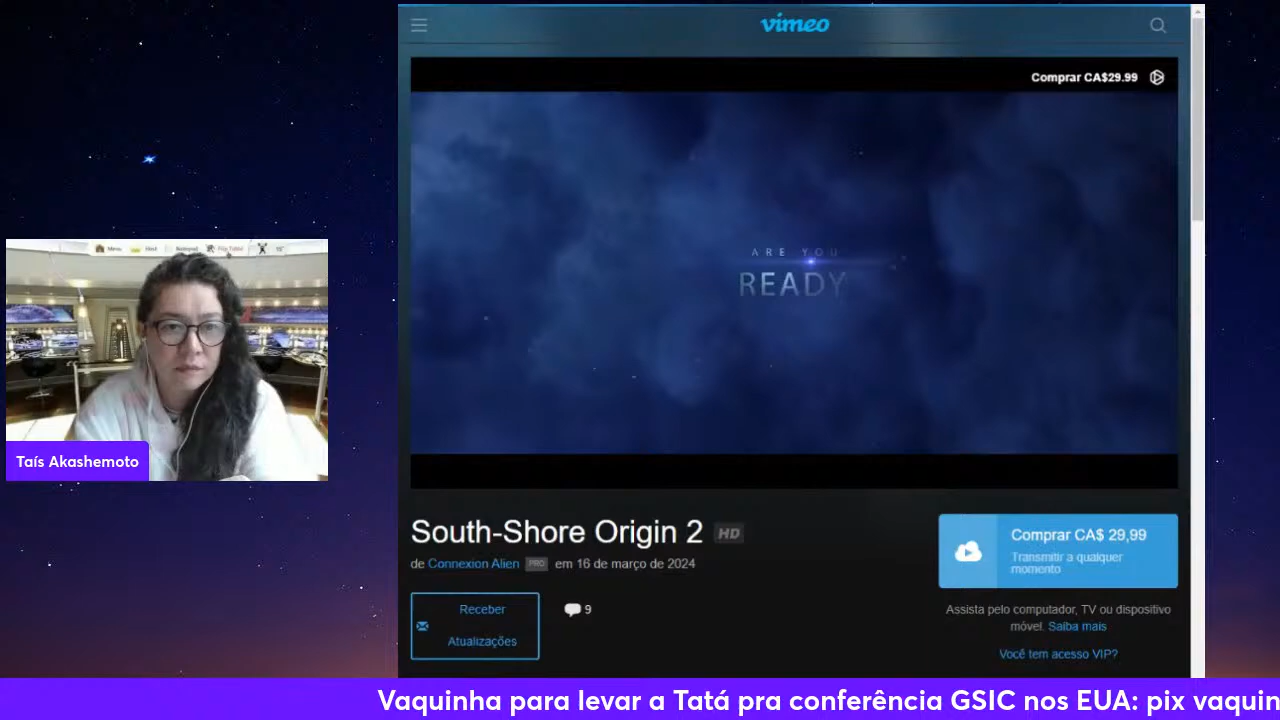 vimeo
Comprar CA$29.99
ARE YOU
READY
Menu
Taís Akashemoto
South-Shore Origin 2 HD
de Connexion Alien PRO em 16 de março de 2024
Receber
Atualizações
9
Comprar CA$ 29,99
Transmitir a qualquer
momento
Assista pelo computador, TV ou dispositivo
móvel. Saiba mais
Você tem acesso VIP?
Vaquinha para levar a Tatá pra conferência GSIC nos EUA: pix vaquin